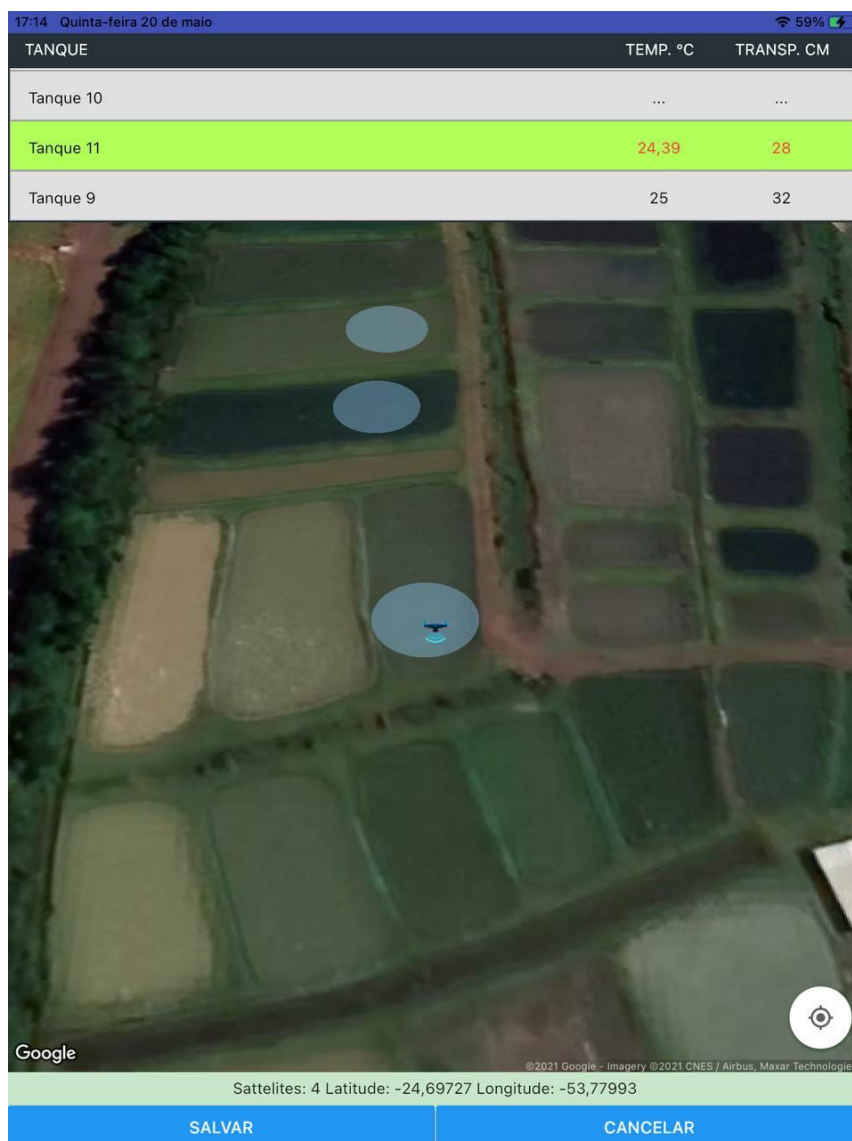 17:14 Quinta-feira 20 de maio 59%
TANQUE TEMP. ºC TRANSP. CM
Tanque 10 ... ...
Tanque 11 24,39 28
Tanque 9 25 32
Google
©2021 Google - Imagery ©2021 CNES / Airbus, Maxar Technologie
Sattelites: 4 Latitude: -24,69727 Longitude: -53,77993
SALVAR CANCELAR